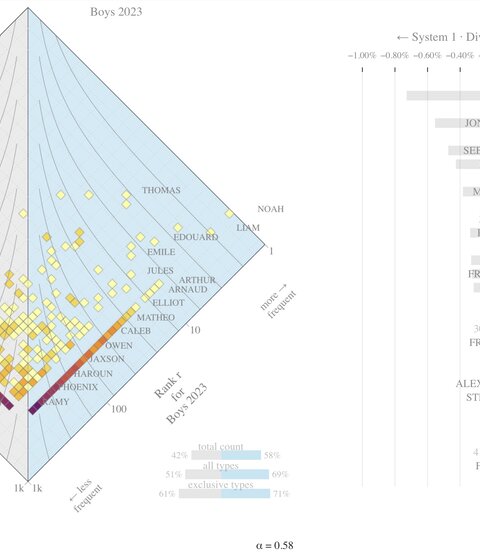 Boys 2023
← System 1 · Div
−1.00% −0.80% −0.60% −0.40%
JON
SEE
THOMAS
M
NOAH
LIAM
EDOUARD
EMILE
1
JULES
FR
ARTHUR
ARNAUD
more →
frequent
ELLIOT
MATHEO
CALEB
10
FR
OWEN
JAXSON
HAROUN
Rank r
for
Boys 2023
PHOENIX
ALEX
ST
RAMY
100
total count
42% 58%
all types
51% 69%
exclusive types
61% 71%
1k 1k
← less
frequent
α = 0.58